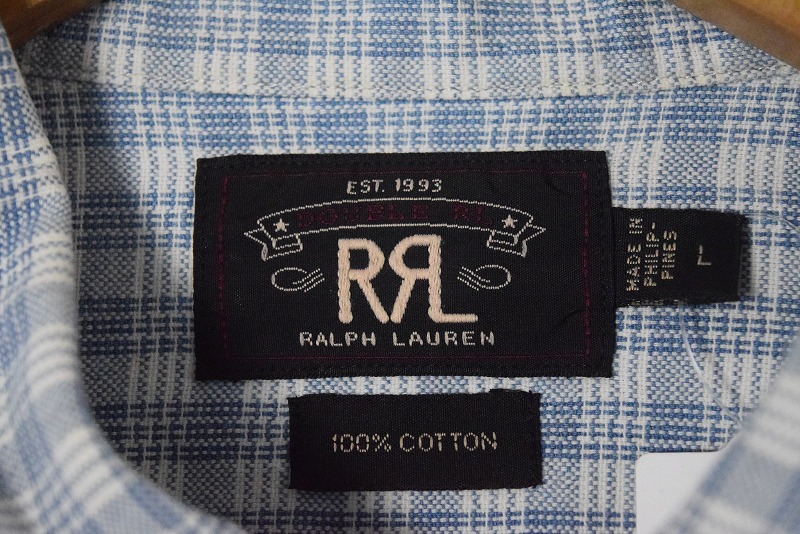 EST. 1993
DOUBLE RL
RRL
RALPH LAUREN
MADE IN
PHILIP-
PINES
L
100% COTTON